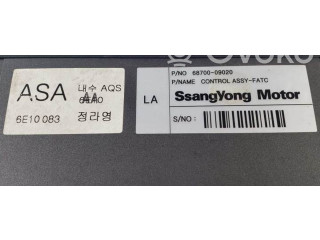 OVOKO
P/NO 68700-09020
P/NAME CONTROL ASSY-FATC
ASA 내수 AQS
LA
SsangYong Motor
6E10 083 정라영
S/NO :